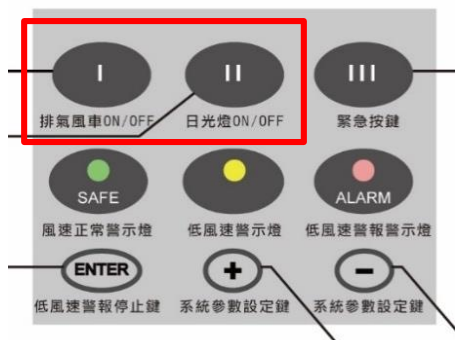 I II III
排氣風車ON/OFF 日光燈ON/OFF 緊急按鍵
SAFE ALARM
風速正常警示燈 低風速警示燈 低風速警報警示燈
ENTER + −
低風速警報停止鍵 系統參數設定鍵 系統參數設定鍵